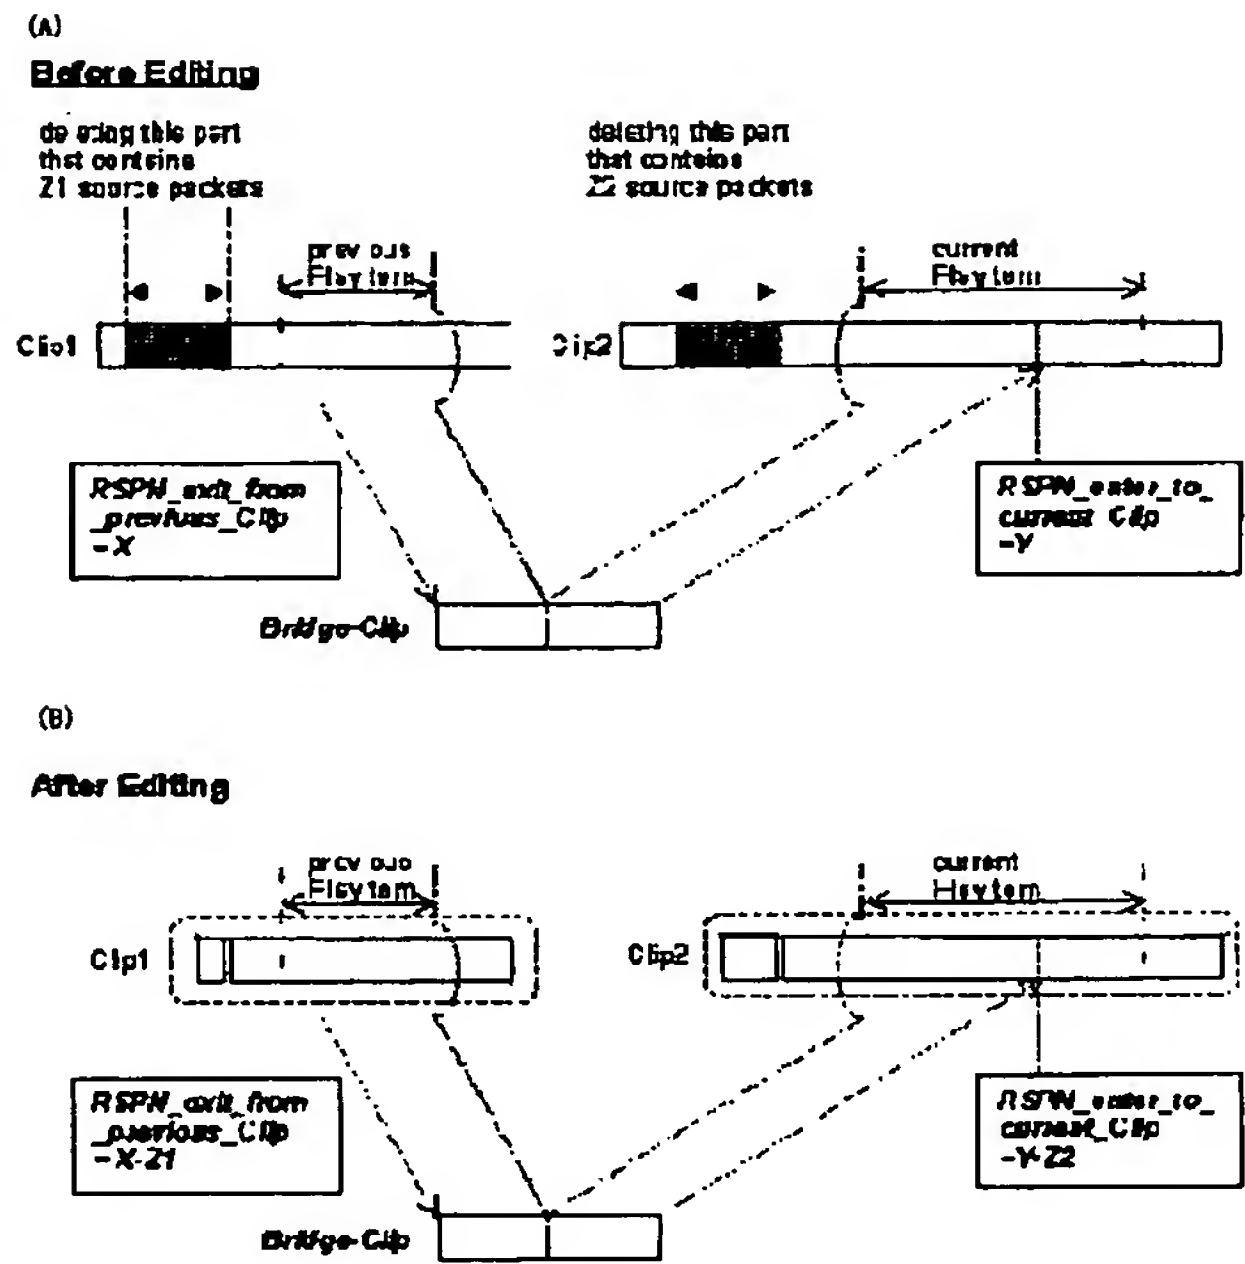 (A)
Before Editing
deleting this part
that contains
Z1 source packets
deleting this part
that contains
Z2 source packets
previous
PlayItem
current
PlayItem
Clip1
Clip2
RSPN_exit_from
_previous_Clip
=X
RSPN_enter_to_
current_Clip
=Y
Bridge-Clip
(B)
After Editing
previous
PlayItem
current
PlayItem
Clip1
Clip2
RSPN_exit_from
_previous_Clip
=X-Z1
RSPN_enter_to_
current_Clip
=Y-Z2
Bridge-Clip